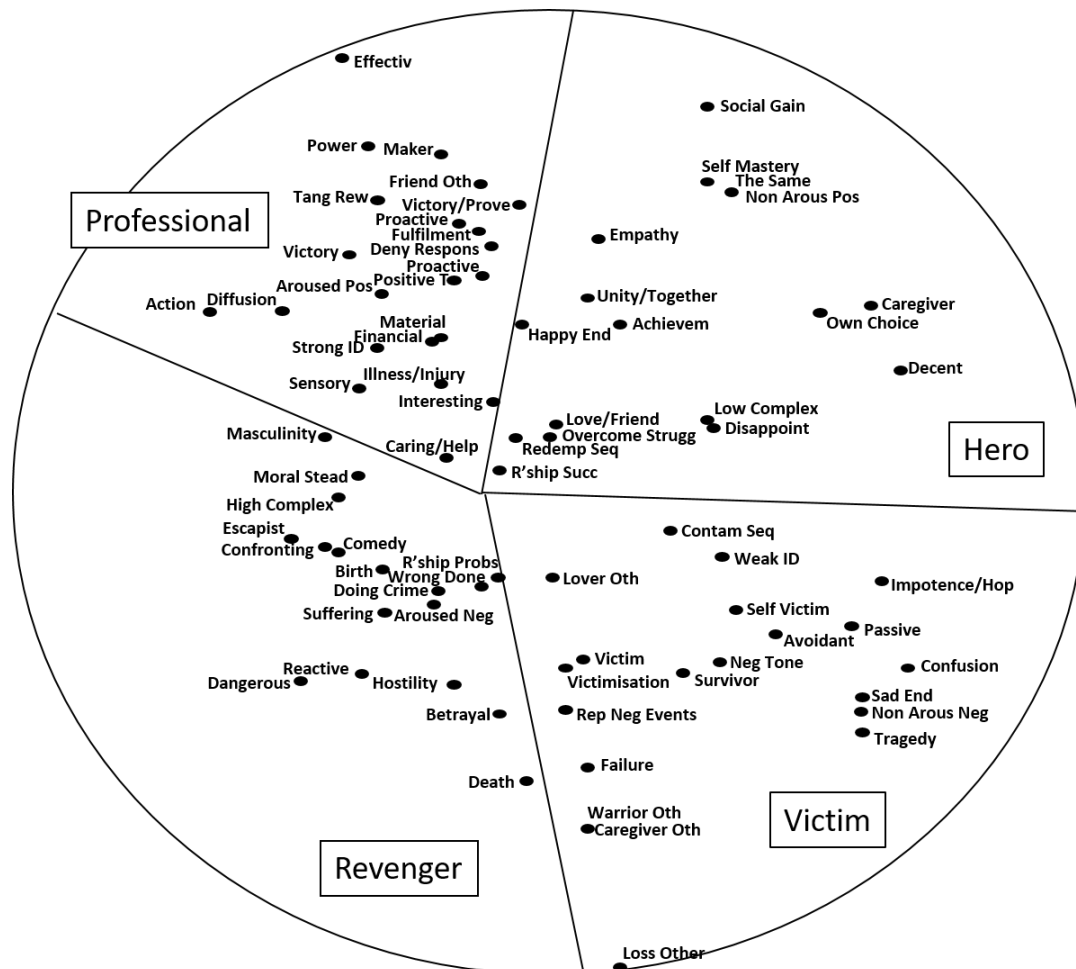 Effectiv
Social Gain
Power
Maker
Self Mastery
Friend Oth
The Same
Non Arous Pos
Tang Rew
Victory/Prove
Professional
Proactive
Fulfilment
Empathy
Deny Respons
Victory
Proactive
Positive T
Aroused Pos
Unity/Together
Action
Diffusion
Caregiver
Own Choice
Material
Financial
Happy End
Achievem
Strong ID
Decent
Illness/Injury
Sensory
Interesting
Low Complex
Love/Friend
Disappoint
Masculinity
Overcome Strugg
Redemp Seq
Hero
Caring/Help
R'ship Succ
Moral Stead
High Complex
Escapist
Contam Seq
Confronting
Comedy
Weak ID
R'ship Probs
Birth
Wrong Done
Lover Oth
Impotence/Hop
Doing Crime
Suffering
Aroused Neg
Self Victim
Passive
Avoidant
Victim
Neg Tone
Reactive
Victimisation
Survivor
Confusion
Dangerous
Hostility
Sad End
Betrayal
Rep Neg Events
Non Arous Neg
Tragedy
Failure
Death
Warrior Oth
Caregiver Oth
Victim
Revenger
Loss Other